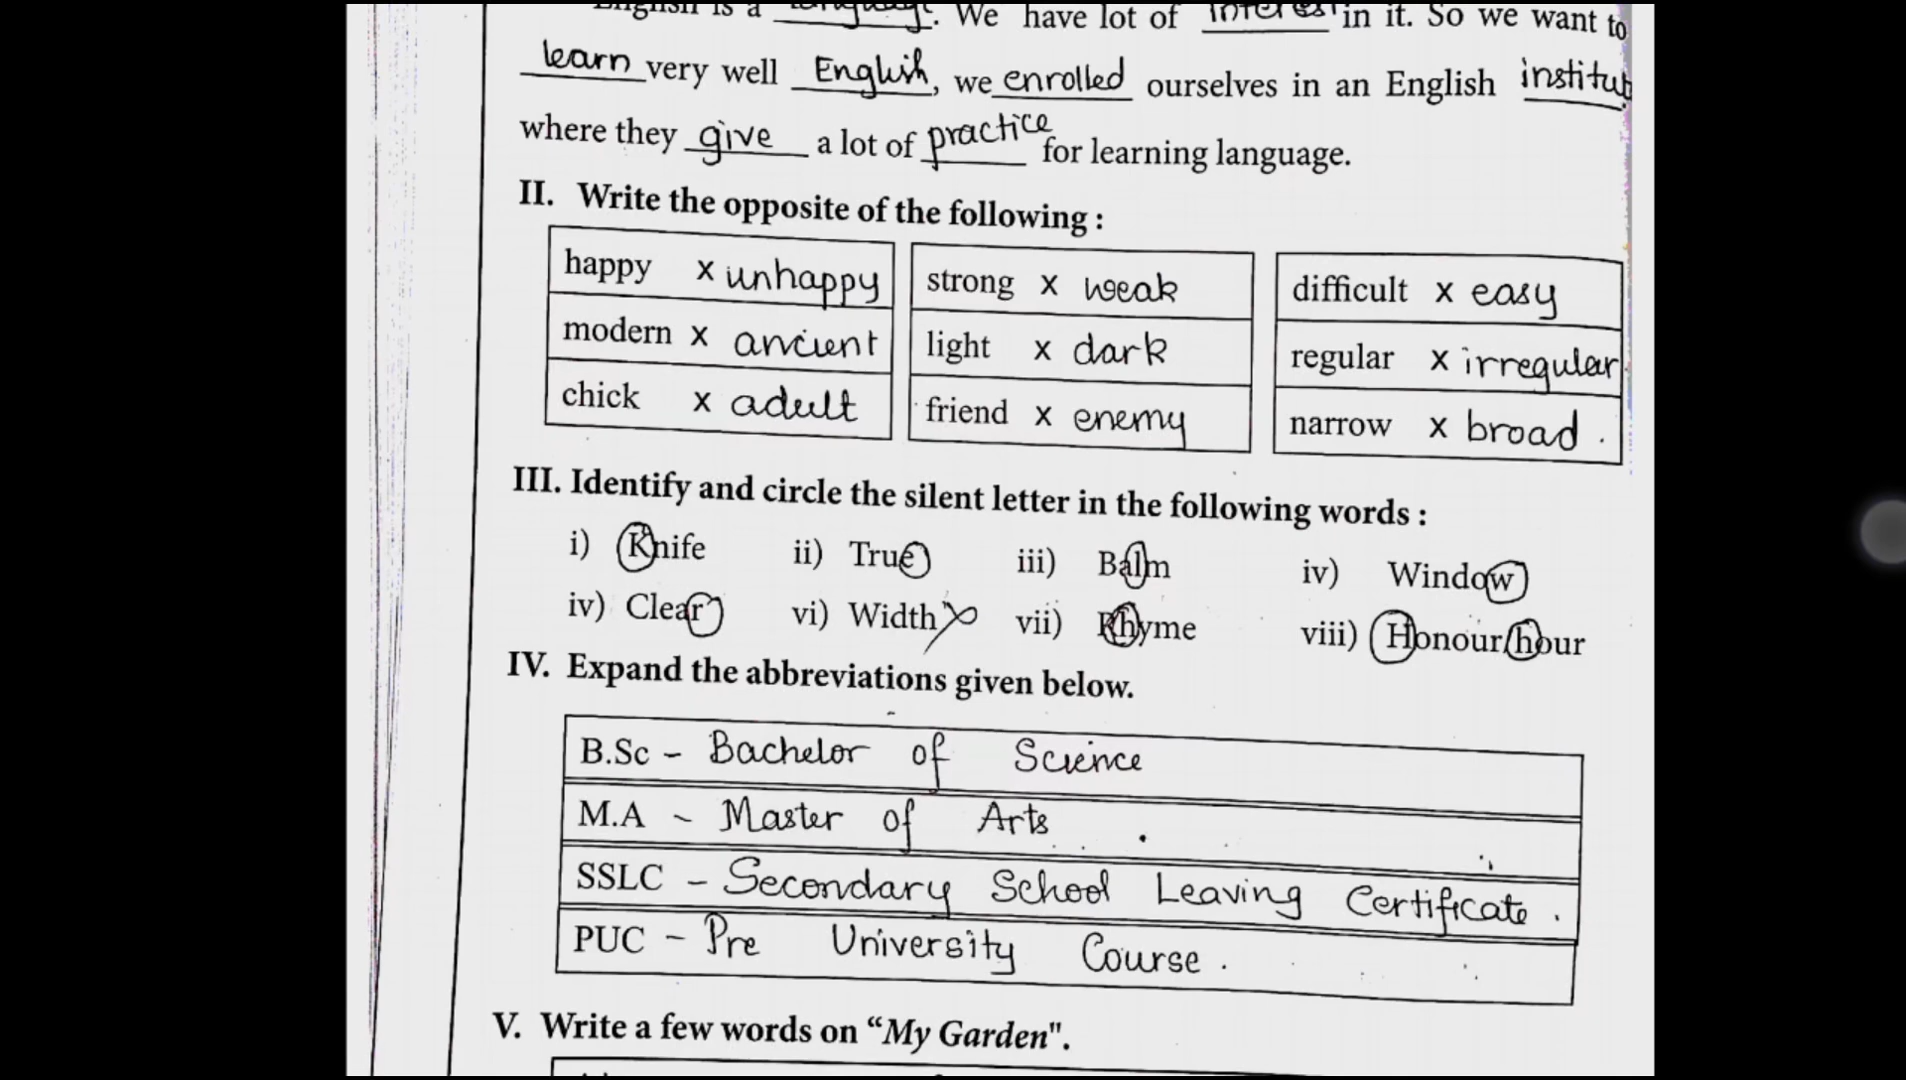 English is a language. We have lot of interest in it. So we want to
learn very well English, we enrolled ourselves in an English institut
where they give a lot of practice for learning language.
II. Write the opposite of the following :
happy x unhappy strong x weak difficult x easy
modern x ancient light x dark regular x irregular
chick x adult friend x enemy narrow x broad .
III. Identify and circle the silent letter in the following words :
i) Knife ii) True iii) Balm iv) Window
iv) Clear vi) Width vii) Rhyme viii) Honour/hour
IV. Expand the abbreviations given below.
B.Sc - Bachelor of Science
M.A - Master of Arts .
SSLC - Secondary School Leaving Certificate .
PUC - Pre University Course .
V. Write a few words on "My Garden".